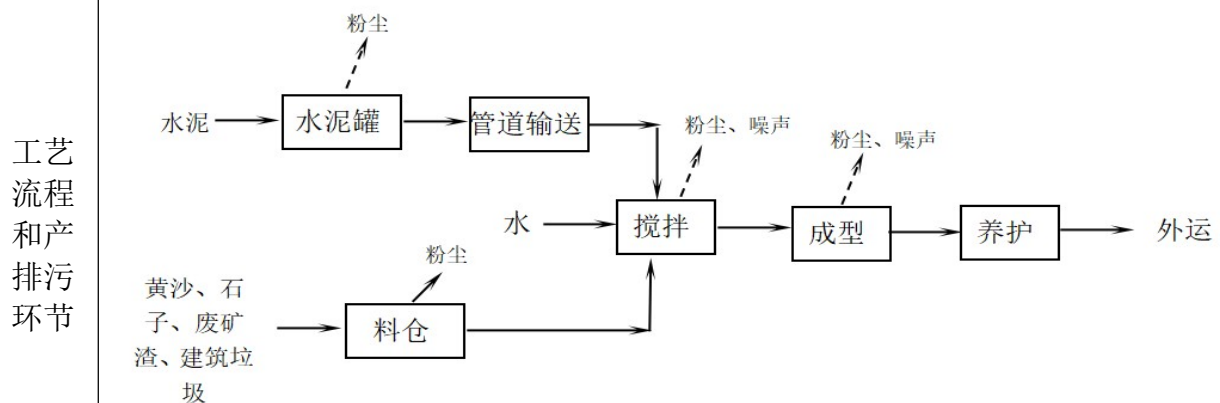 工艺
流程
和产
排污
环节
粉尘
水泥
水泥罐
管道输送
粉尘、噪声
粉尘、噪声
水
搅拌
成型
养护
外运
粉尘
黄沙、石
子、废矿
渣、建筑垃
圾
料仓